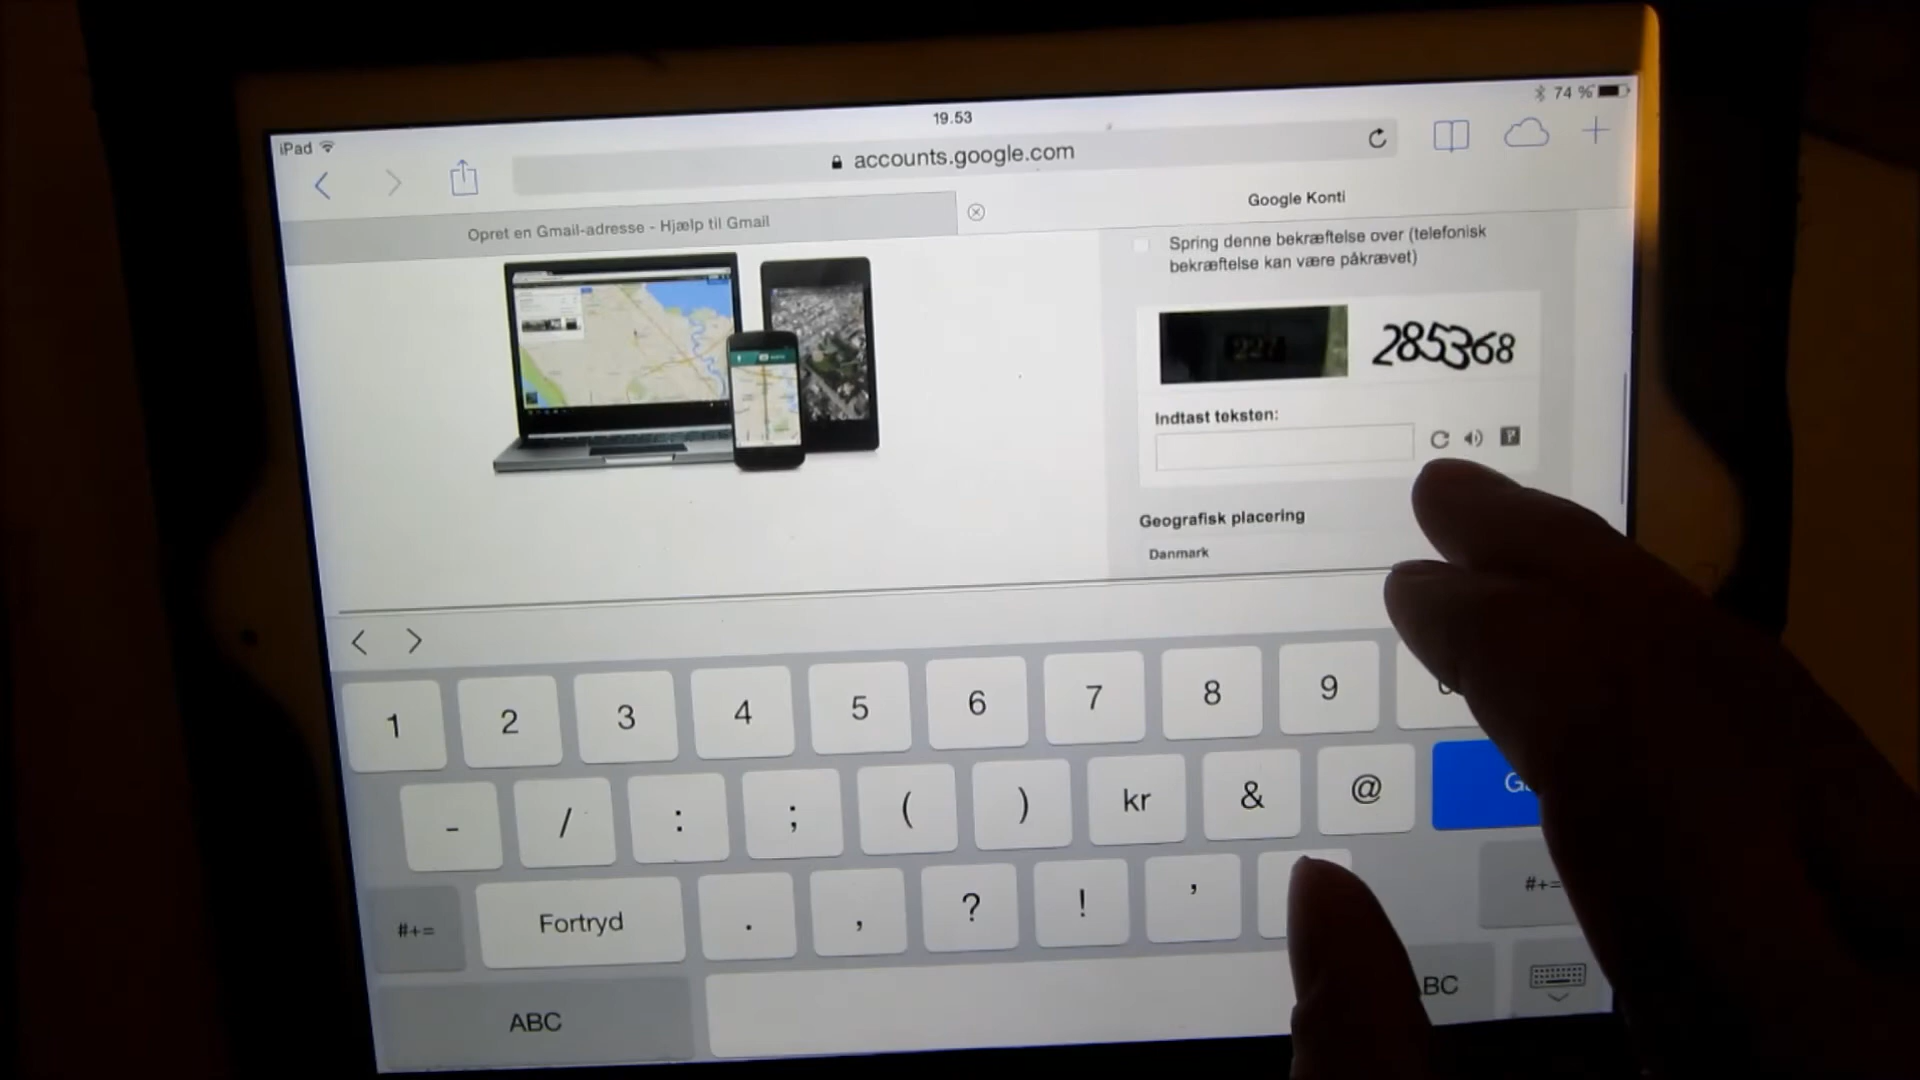 iPad
19.53
74 %
accounts.google.com
Opret en Gmail-adresse - Hjælp til Gmail
Google Konti
Spring denne bekræftelse over (telefonisk
bekræftelse kan være påkrævet)
285368
Indtast teksten:
?
Geografisk placering
Danmark
1 2 3 4 5 6 7 8 9
- / : ; ( ) kr & @
#+= Fortryd . , ? ! ' #+=
ABC